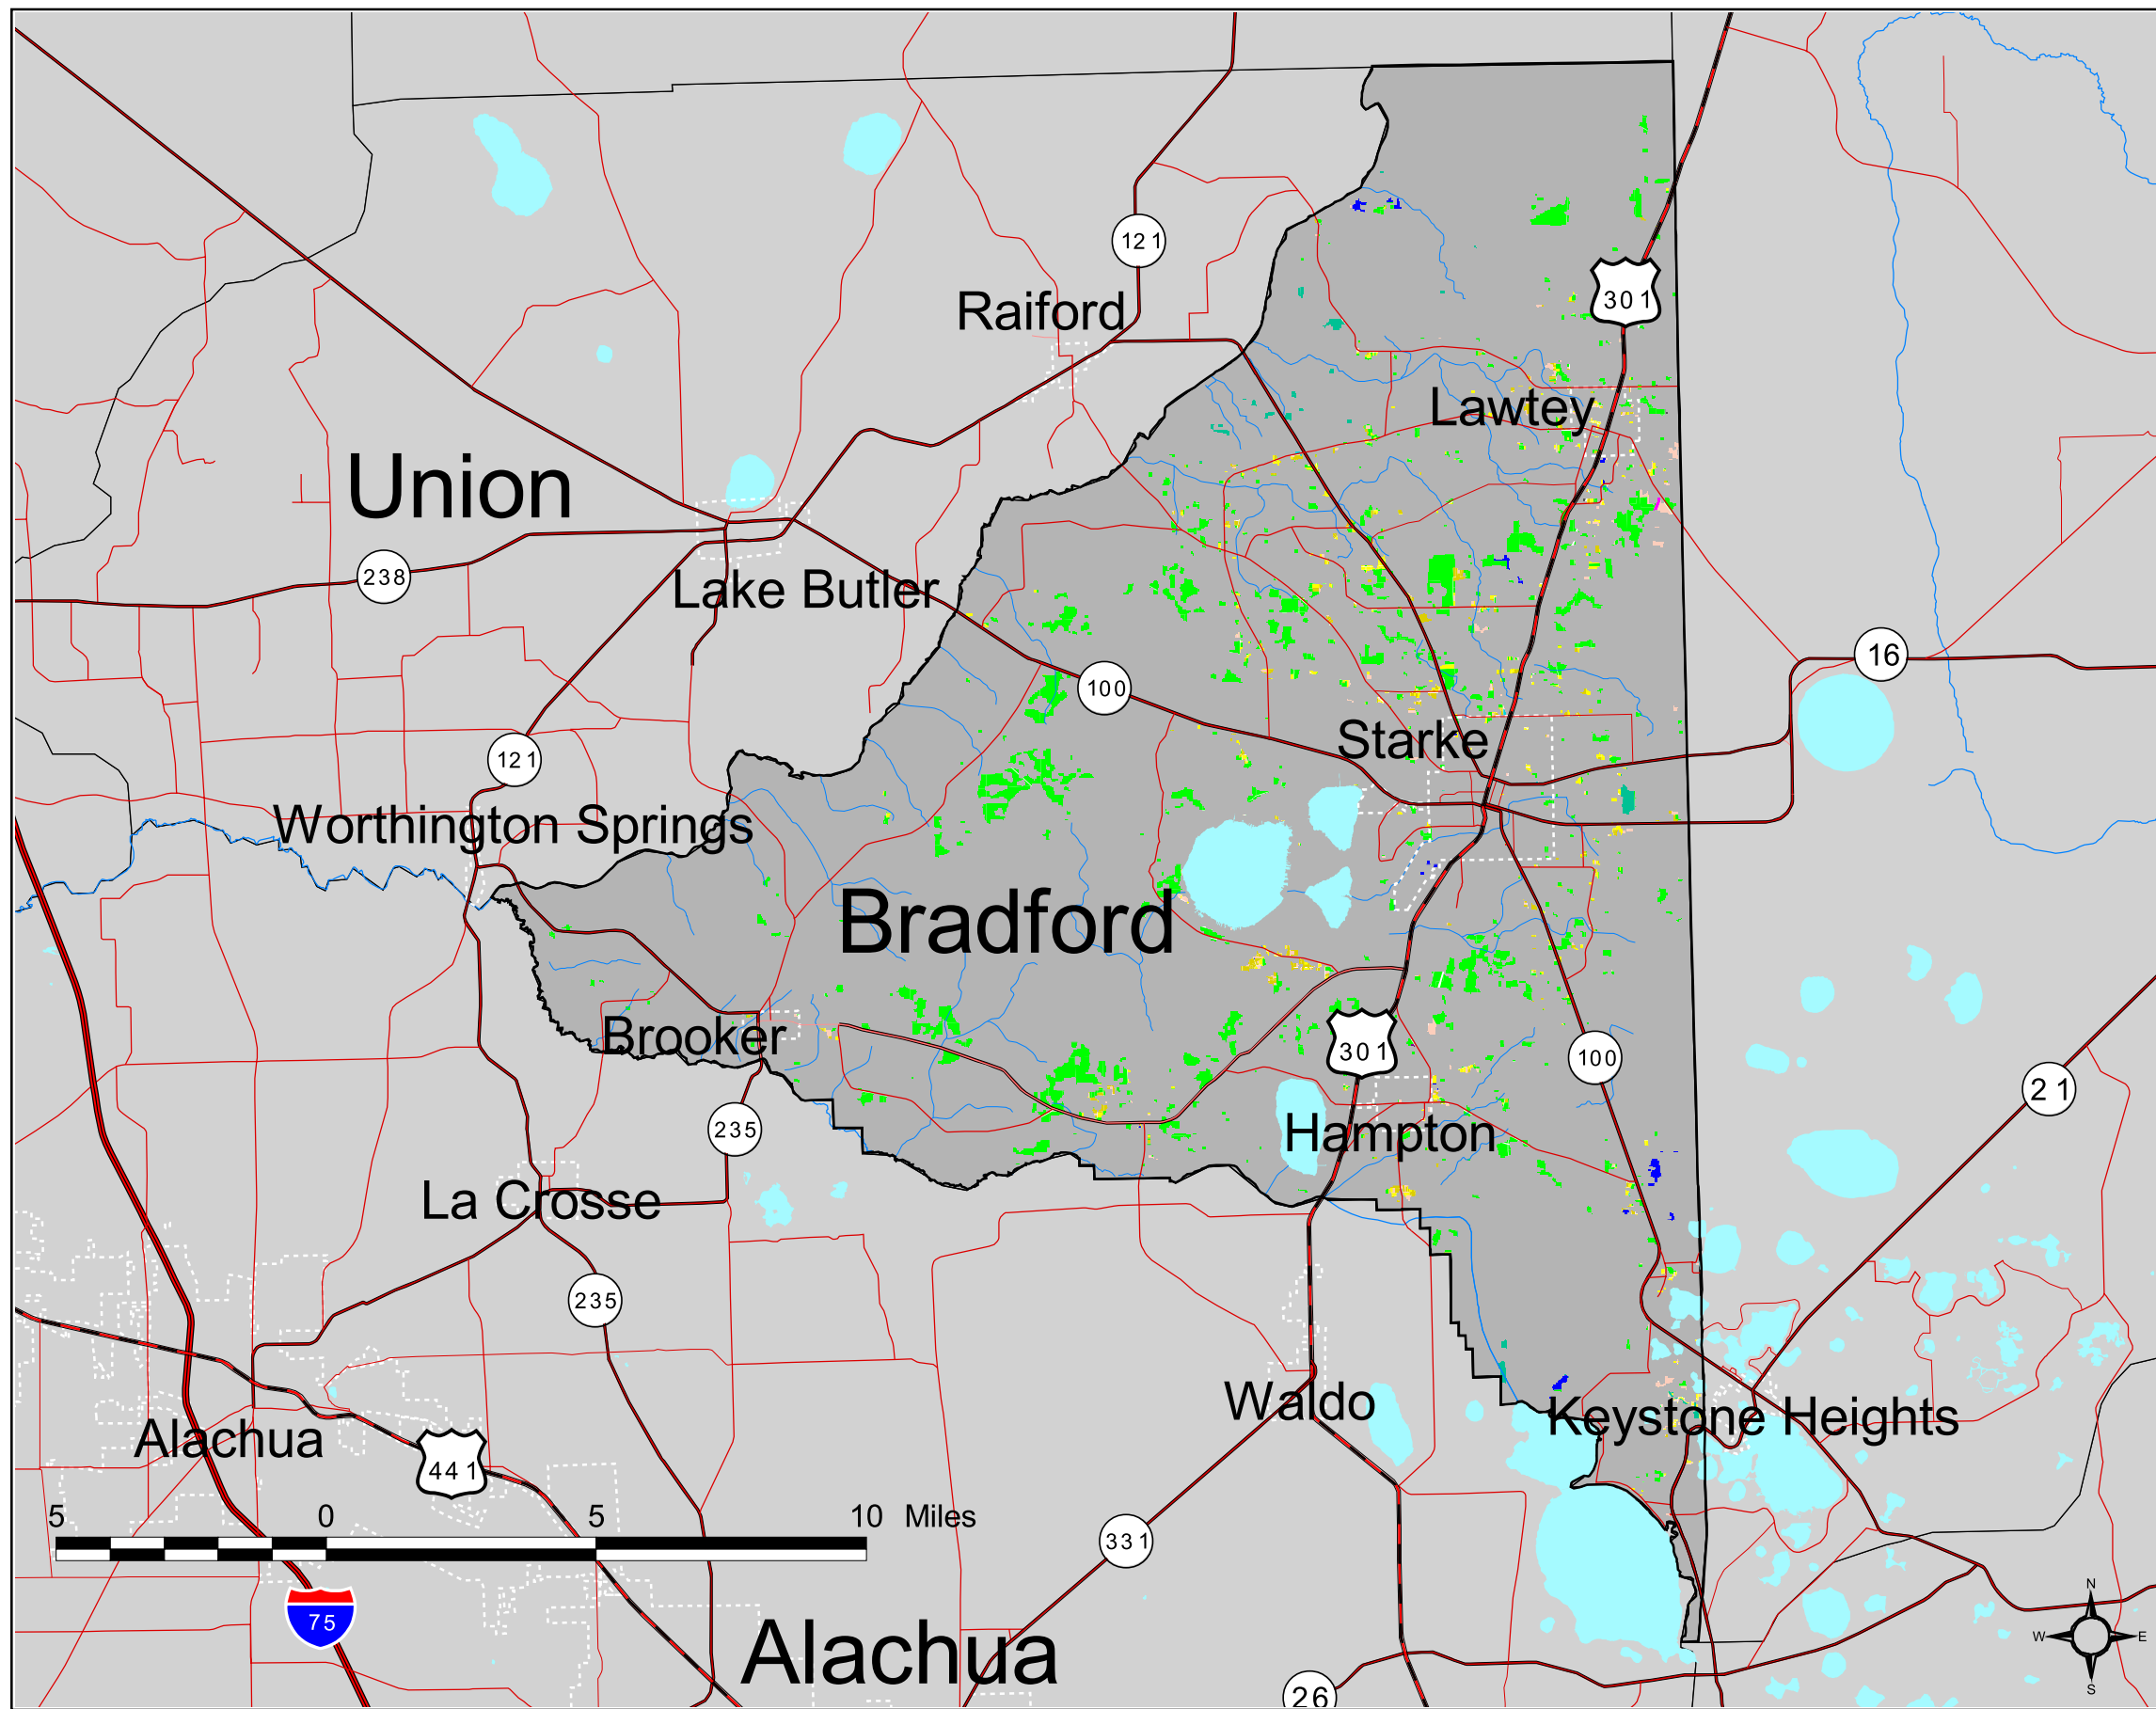 121
Raiford
301
Lawtey
Union
238
Lake Butler
16
100
Starke
121
Worthington Springs
Bradford
Brooker
301
100
21
235
Hampton
La Crosse
235
Waldo
Keystone Heights
Alachua
441
5 0 5 10 Miles
331
75
Alachua
26
N
W E
S